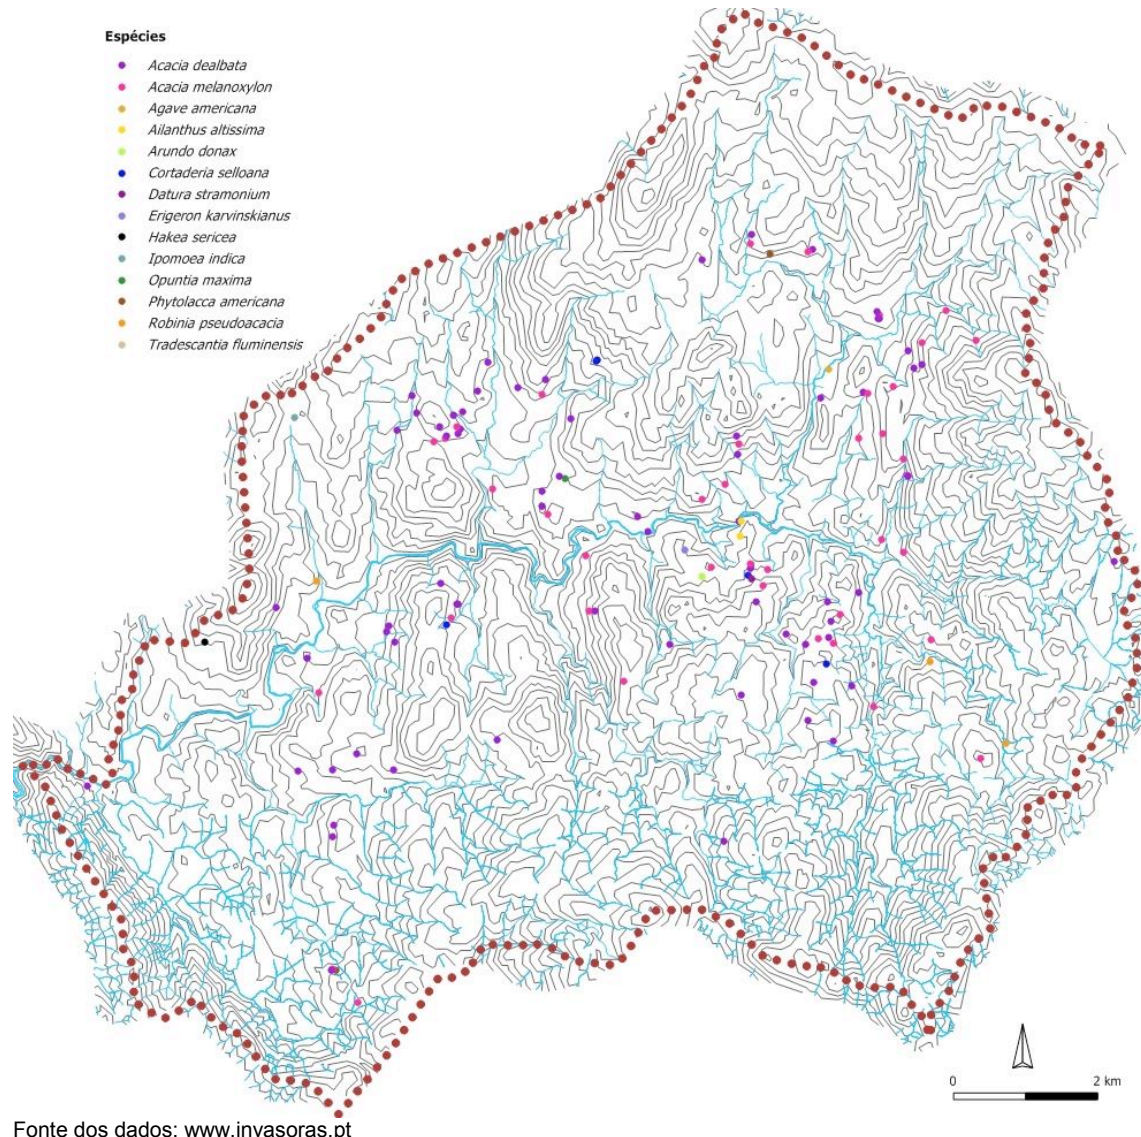 Espécies
Acacia dealbata
Acacia melanoxylon
Agave americana
Ailanthus altissima
Arundo donax
Cortaderia selloana
Datura stramonium
Erigeron karvinskianus
Hakea sericea
Ipomoea indica
Opuntia maxima
Phytolacca americana
Robinia pseudoacacia
Tradescantia fluminensis
0 2 km
Fonte dos dados: www.invasoras.pt